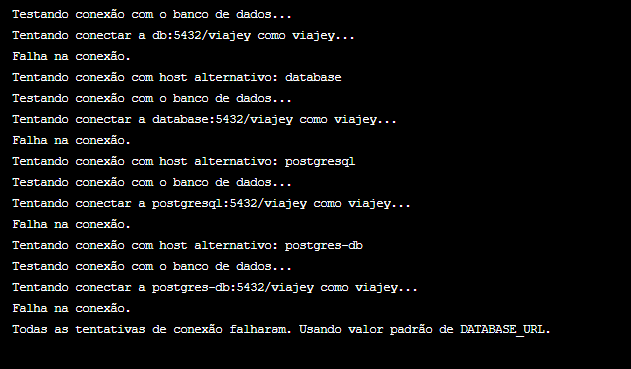 Testando conexão com o banco de dados...
Tentando conectar a db:5432/viajey como viajey...
Falha na conexão.
Tentando conexão com host alternativo: database
Testando conexão com o banco de dados...
Tentando conectar a database:5432/viajey como viajey...
Falha na conexão.
Tentando conexão com host alternativo: postgresql
Testando conexão com o banco de dados...
Tentando conectar a postgresql:5432/viajey como viajey...
Falha na conexão.
Tentando conexão com host alternativo: postgres-db
Testando conexão com o banco de dados...
Tentando conectar a postgres-db:5432/viajey como viajey...
Falha na conexão.
Todas as tentativas de conexão falharam. Usando valor padrão de DATABASE_URL.